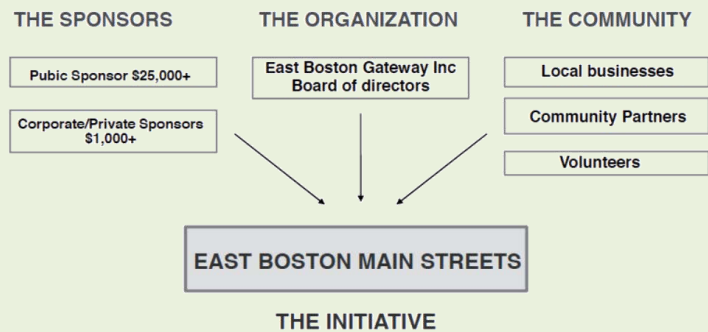 THE SPONSORS
THE ORGANIZATION
THE COMMUNITY
Pubic Sponsor $25,000+
Corporate/Private Sponsors
$1,000+
East Boston Gateway Inc
Board of directors
Local businesses
Community Partners
Volunteers
EAST BOSTON MAIN STREETS
THE INITIATIVE